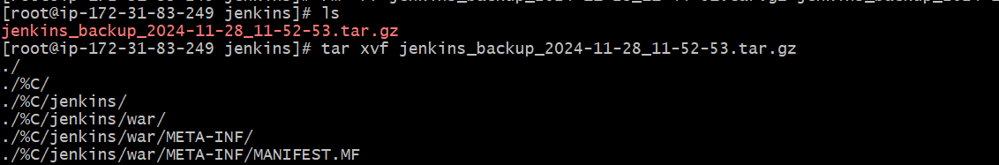 [root@ip-172-31-83-249 jenkins]# ls
jenkins_backup_2024-11-28_11-52-53.tar.gz
[root@ip-172-31-83-249 jenkins]# tar xvf jenkins_backup_2024-11-28_11-52-53.tar.gz
./
./%C/
./%C/jenkins/
./%C/jenkins/war/
./%C/jenkins/war/META-INF/
./%C/jenkins/war/META-INF/MANIFEST.MF